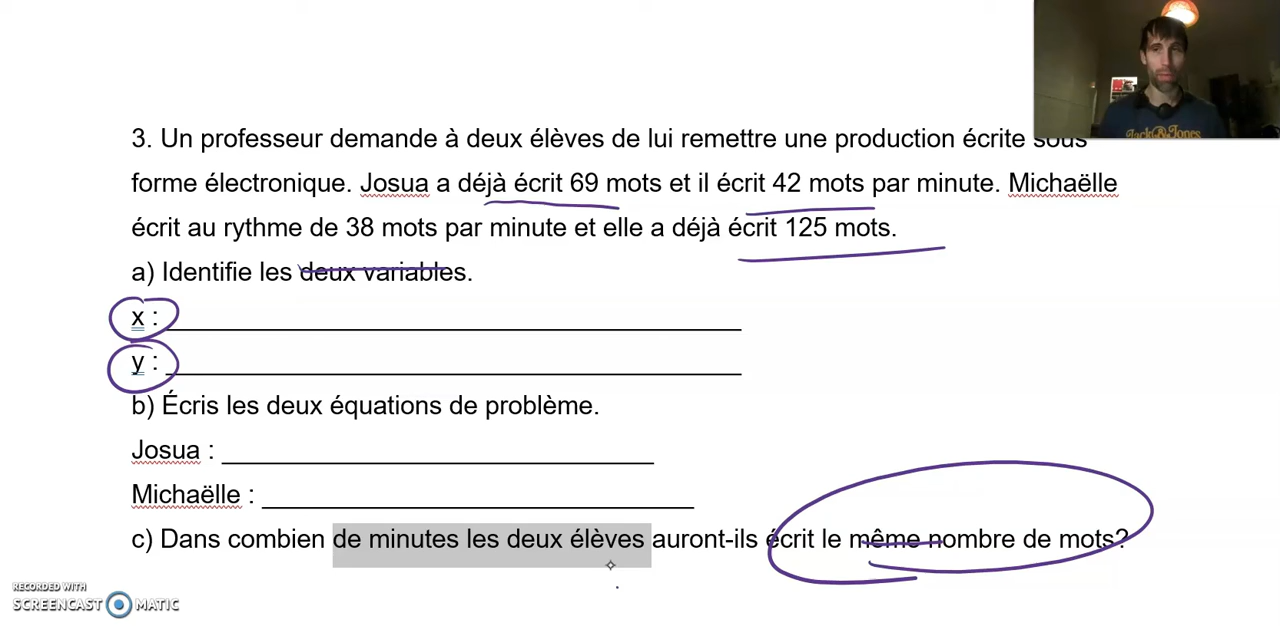 3. Un professeur demande à deux élèves de lui remettre une production écrite sous
forme électronique. Josua a déjà écrit 69 mots et il écrit 42 mots par minute. Michaëlle
écrit au rythme de 38 mots par minute et elle a déjà écrit 125 mots.
a) Identifie les deux variables.
x :
y :
b) Écris les deux équations de problème.
Josua :
Michaëlle :
c) Dans combien de minutes les deux élèves auront-ils écrit le même nombre de mots?
RECORDED WITH
SCREENCAST MATIC
Jack&Jones